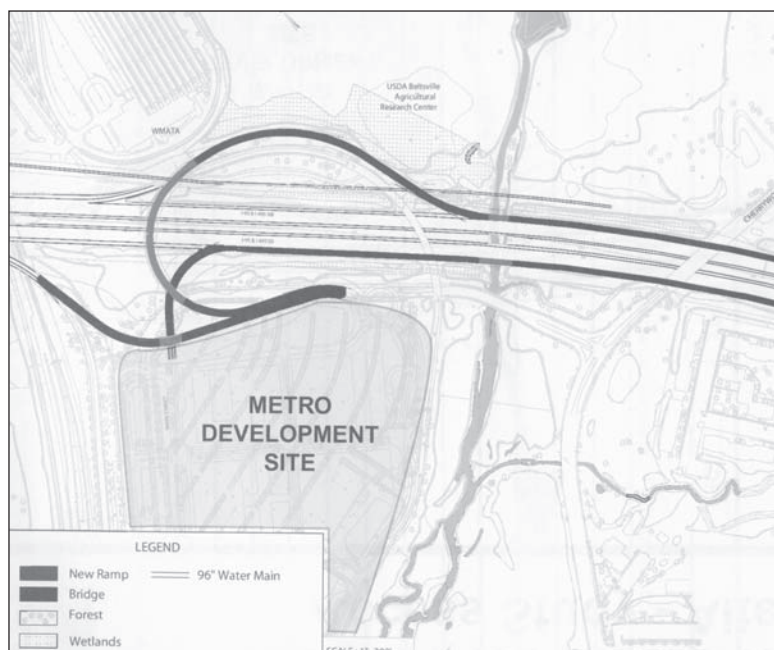 USDA Beltsville
Agricultural
Research Center
WMATA
METRO
DEVELOPMENT
SITE
LEGEND
New Ramp
96" Water Main
Bridge
Forest
Wetlands